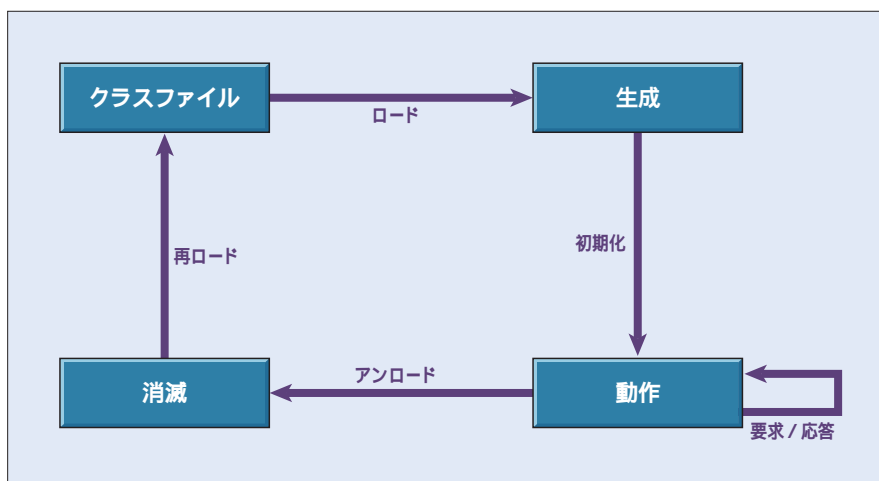 クラスファイル
ロード
生成
初期化
再ロード
消滅
アンロード
動作
要求 / 応答